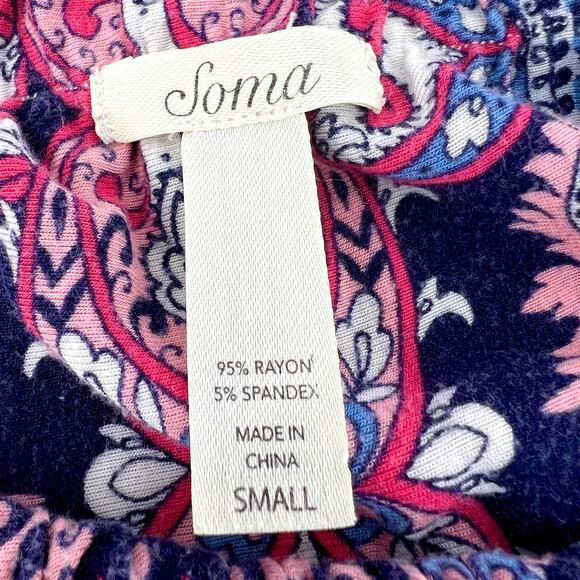 Soma
95% RAYON
5% SPANDEX
MADE IN
CHINA
SMALL